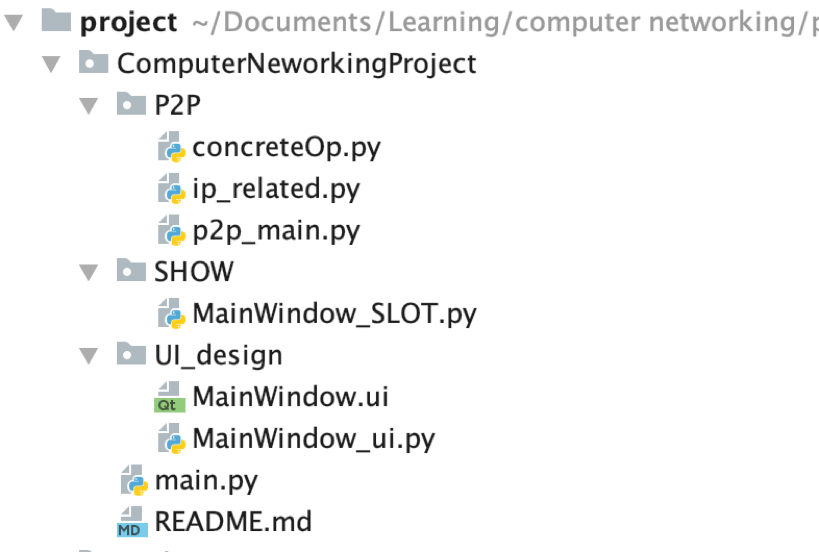 project ~/Documents/Learning/computer networking/
ComputerNeworkingProject
P2P
concreteOp.py
ip_related.py
p2p_main.py
SHOW
MainWindow_SLOT.py
UI_design
Qt MainWindow.ui
MainWindow_ui.py
main.py
MD README.md